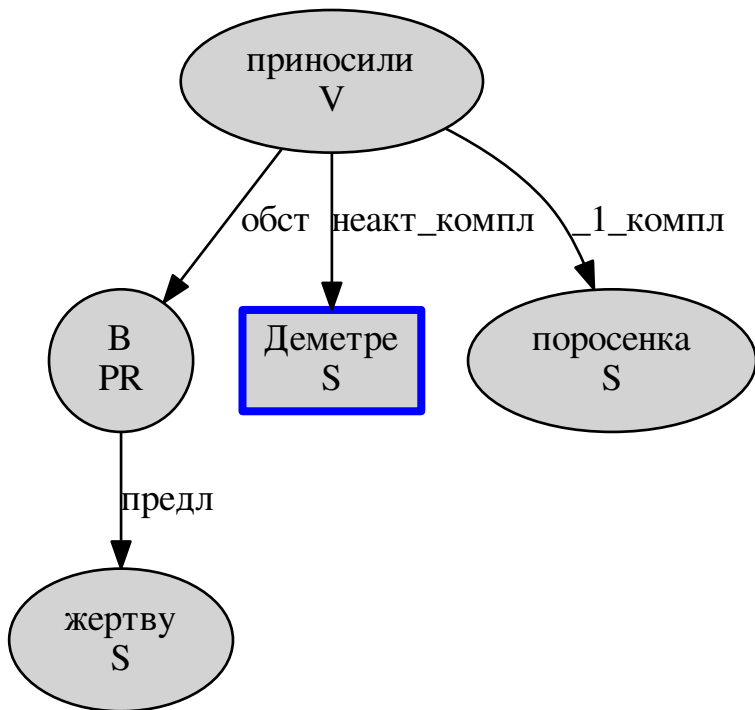 приносили
V
обст
неакт_компл
_1_компл
В
PR
Деметре
S
поросенка
S
предл
жертву
S